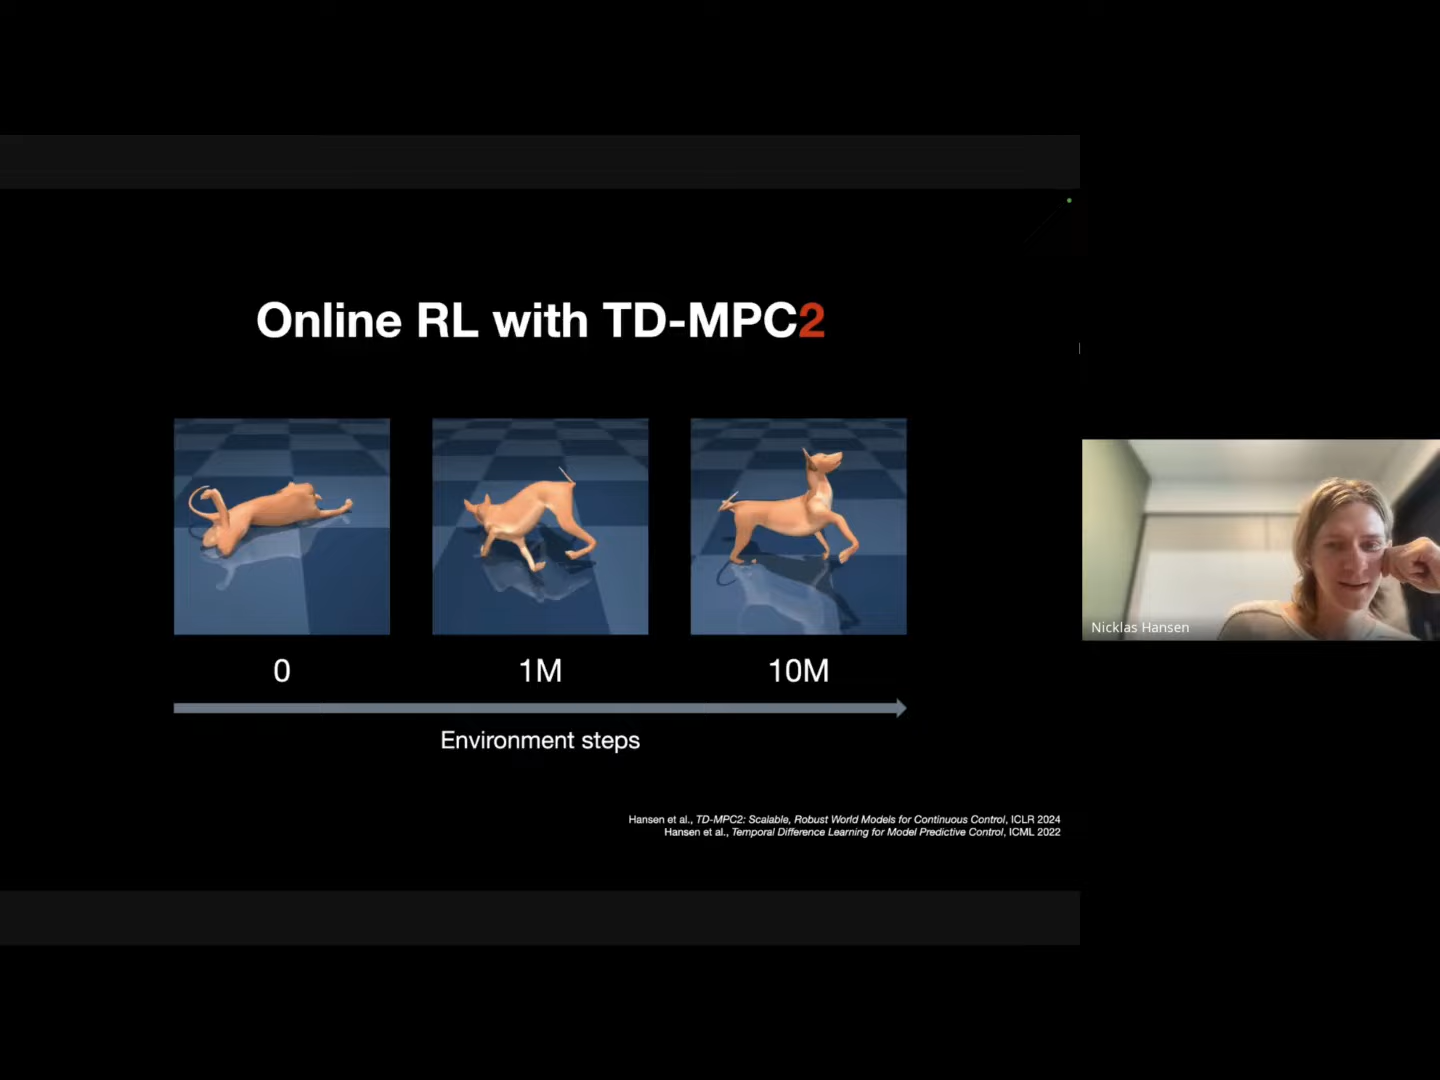 Online RL with TD-MPC2
0
1M
10M
Environment steps
Hansen et al., TD-MPC2: Scalable, Robust World Models for Continuous Control, ICLR 2024
Hansen et al., Temporal Difference Learning for Model Predictive Control, ICML 2022
Nicklas Hansen